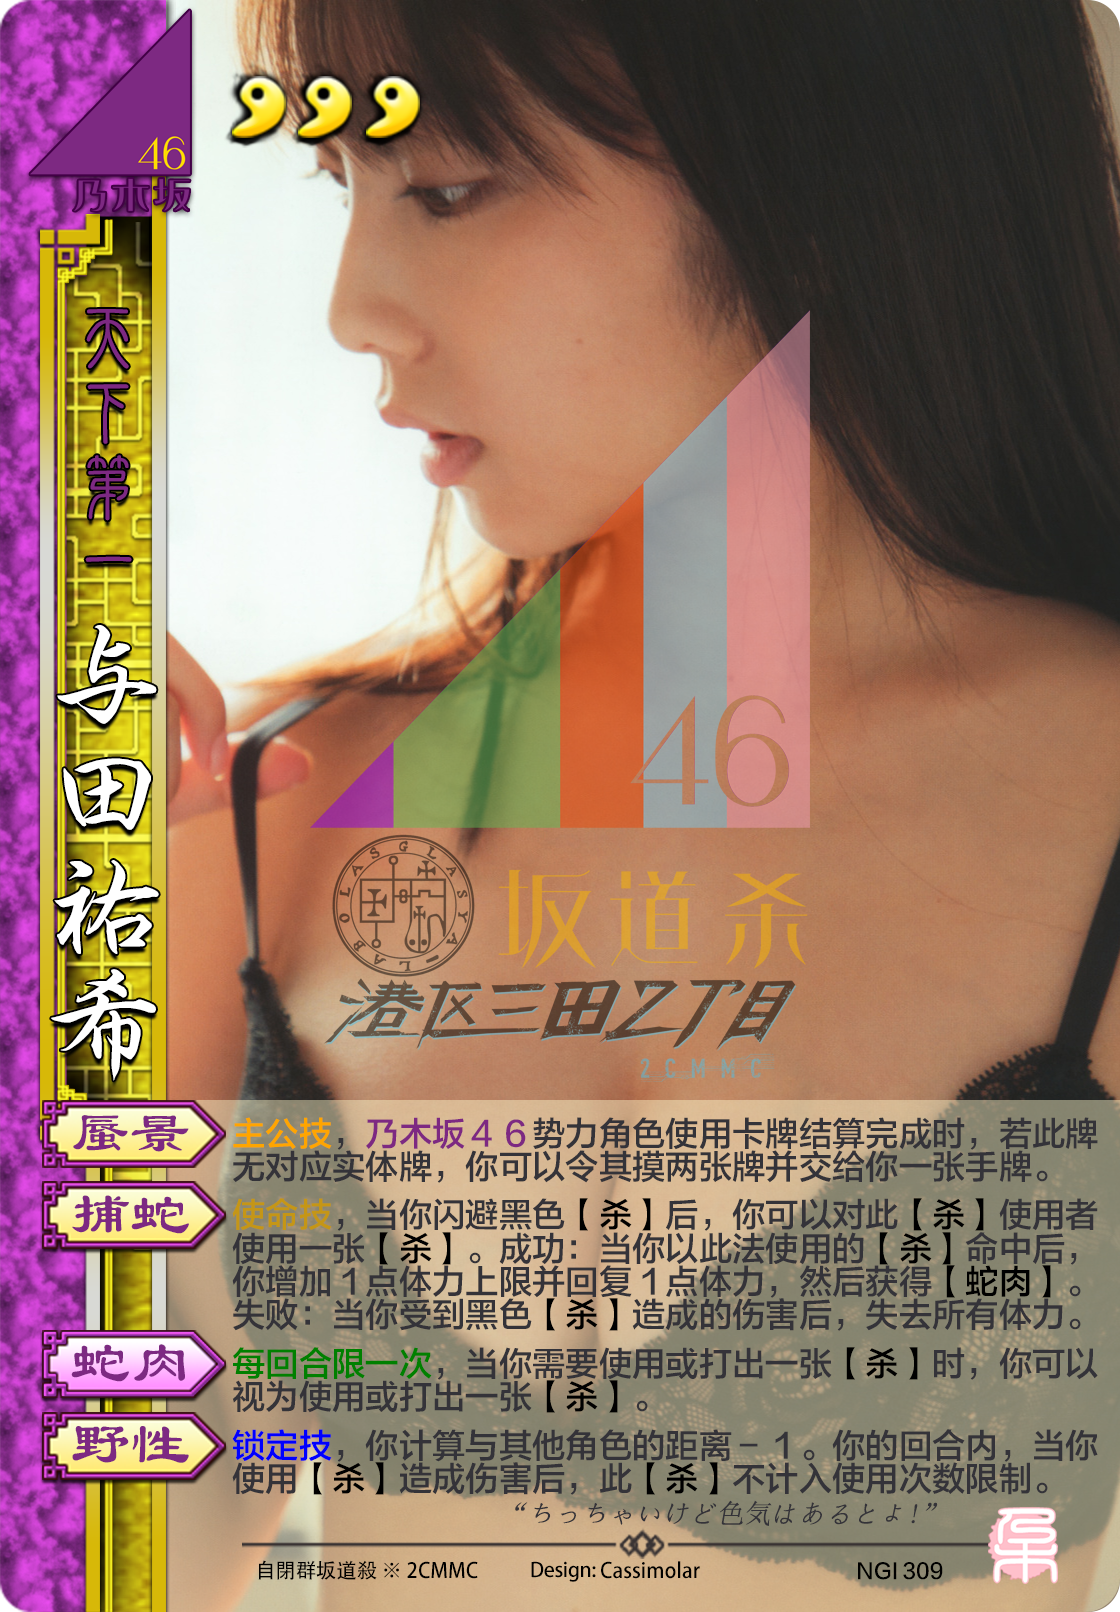 46
乃木坂
天下第一
与田祐希
46
GLASYA-LABOLAS
坂道杀
港区三田乙丁目
2CMMC
蜃景
主公技，乃木坂４６势力角色使用卡牌结算完成时，若此牌
无对应实体牌，你可以令其摸两张牌并交给你一张手牌。
捕蛇
使命技，当你闪避黑色【杀】后，你可以对此【杀】使用者
使用一张【杀】。成功：当你以此法使用的【杀】命中后，
你增加１点体力上限并回复１点体力，然后获得【蛇肉】。
失败：当你受到黑色【杀】造成的伤害后，失去所有体力。
蛇肉
每回合限一次，当你需要使用或打出一张【杀】时，你可以
视为使用或打出一张【杀】。
野性
锁定技，你计算与其他角色的距离－１。你的回合内，当你
使用【杀】造成伤害后，此【杀】不计入使用次数限制。
“ちっちゃいけど色気はあるとよ！”
自閉群坂道殺 ※ 2CMMC
Design: Cassimolar
NGI 309